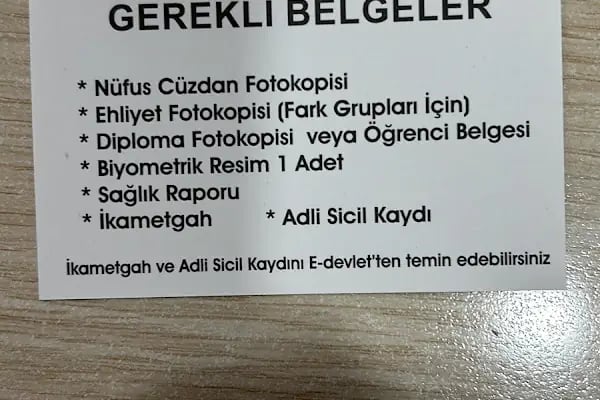 GEREKLİ BELGELER
* Nüfus Cüzdan Fotokopisi
* Ehliyet Fotokopisi (Fark Grupları İçin)
* Diploma Fotokopisi veya Öğrenci Belgesi
* Biyometrik Resim 1 Adet
* Sağlık Raporu
* İkametgah * Adli Sicil Kaydı
İkametgah ve Adli Sicil Kaydını E-devlet'ten temin edebilirsiniz